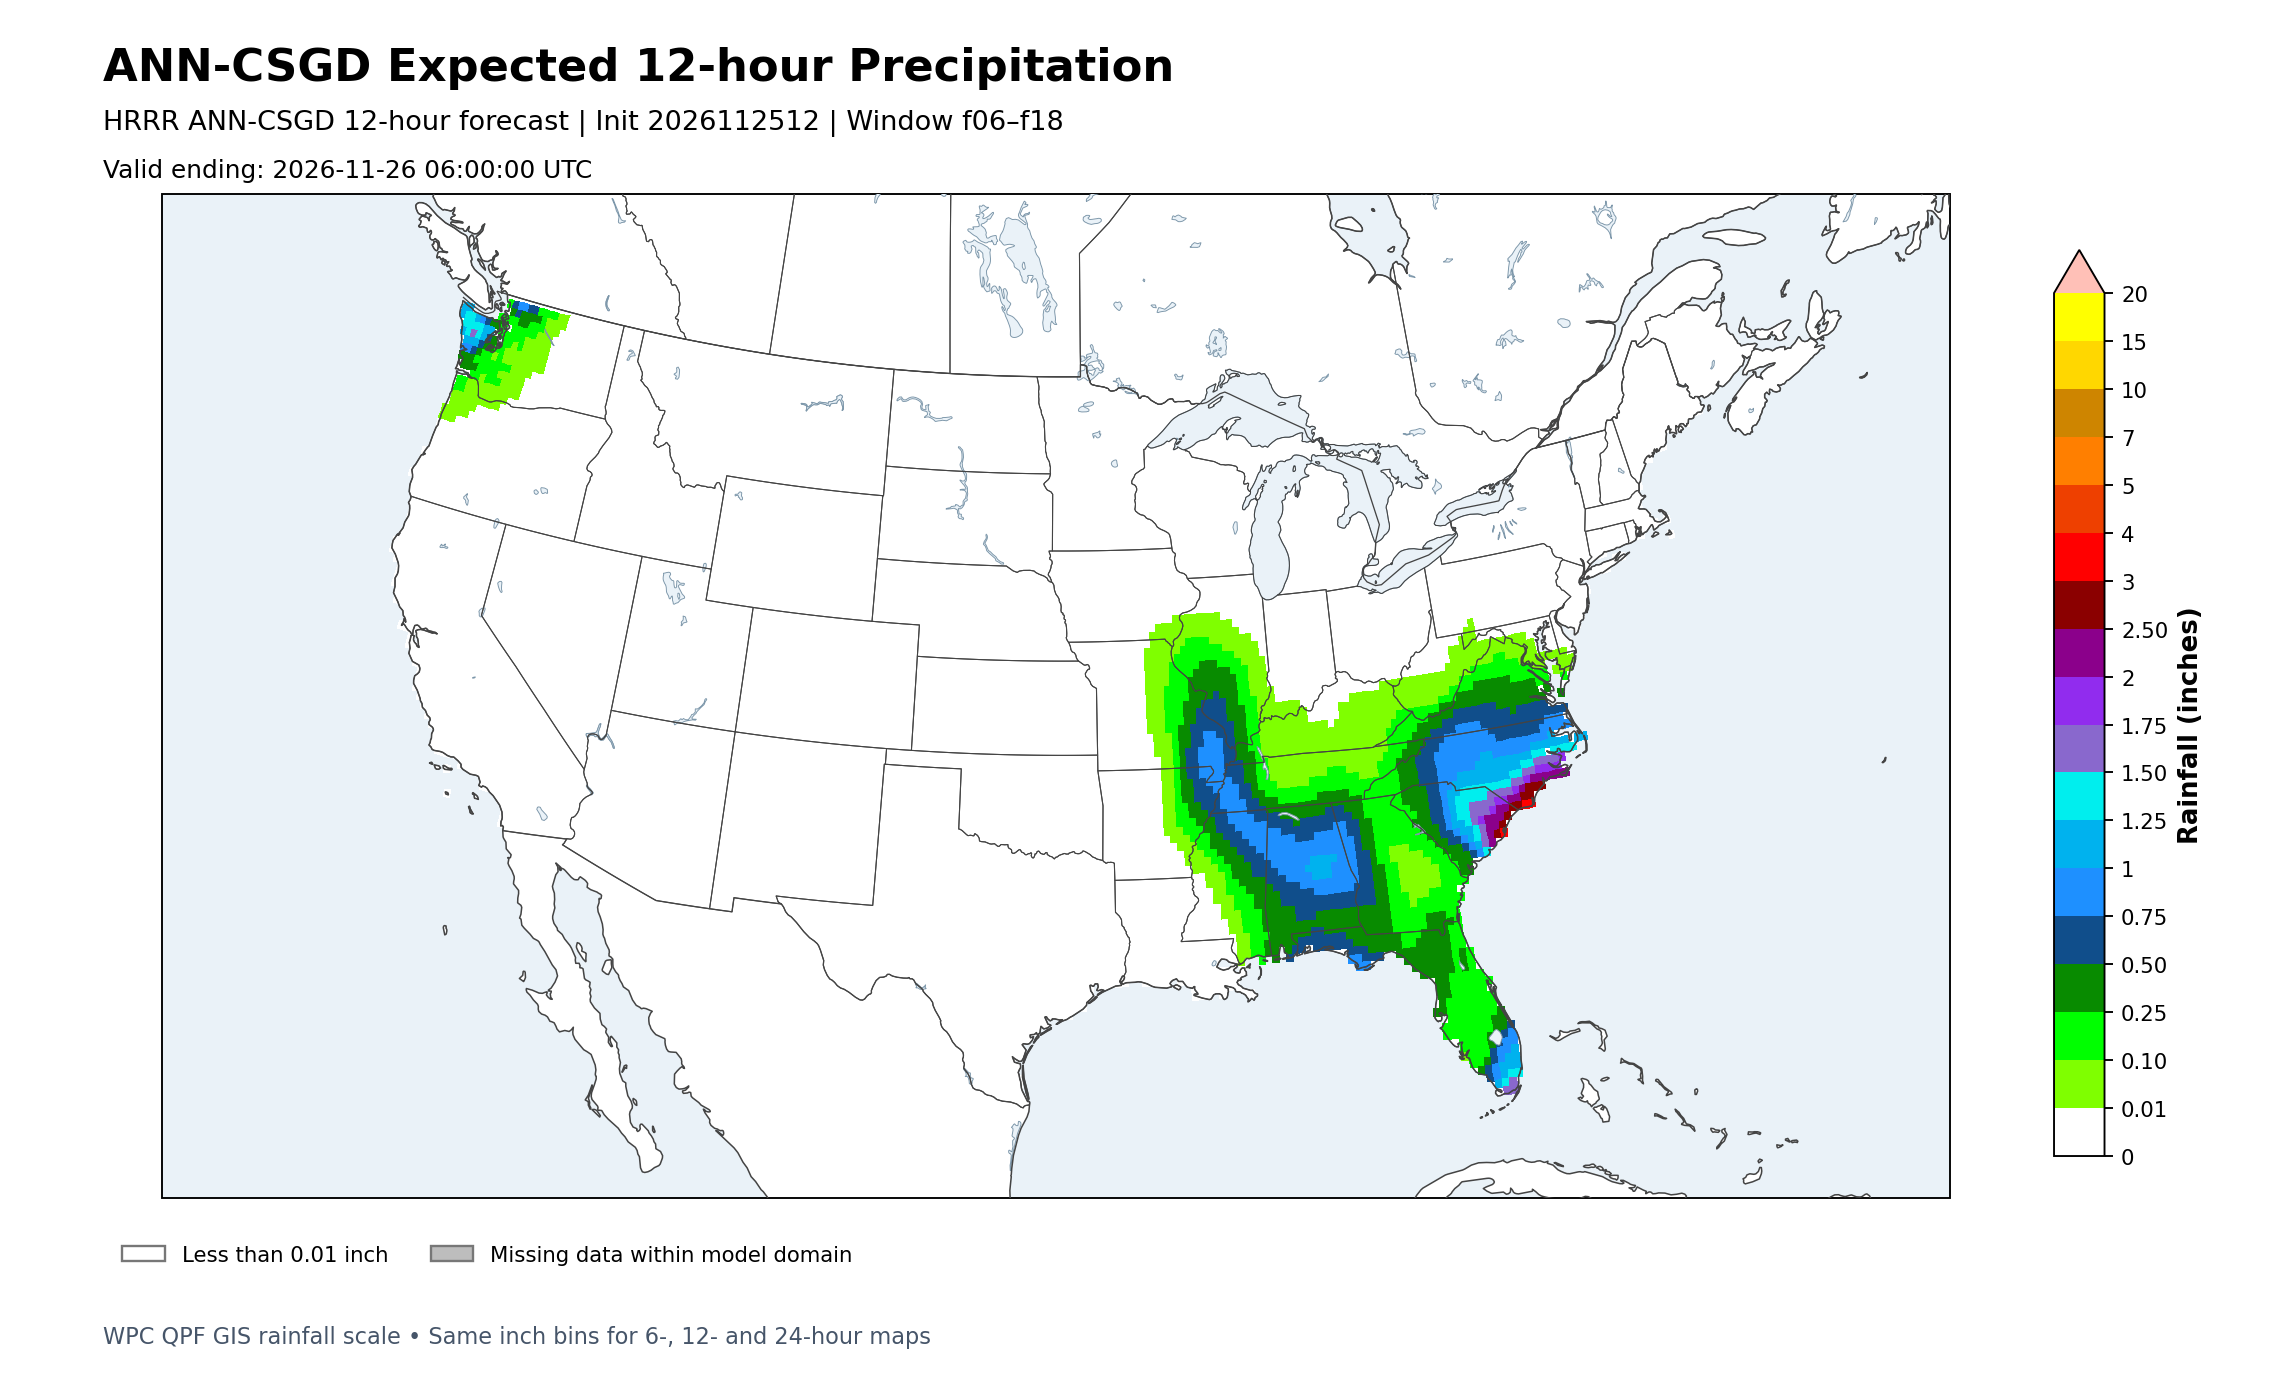 ANN-CSGD Expected 12-hour Precipitation
HRRR ANN-CSGD 12-hour forecast | Init 2026112512 | Window f06–f18
Valid ending: 2026-11-26 06:00:00 UTC
20
15
10
7
5
4
3
2.50
2
1.75
1.50
1.25
1
0.75
0.50
0.25
0.10
0.01
0
Rainfall (inches)
Less than 0.01 inch
Missing data within model domain
WPC QPF GIS rainfall scale • Same inch bins for 6-, 12- and 24-hour maps